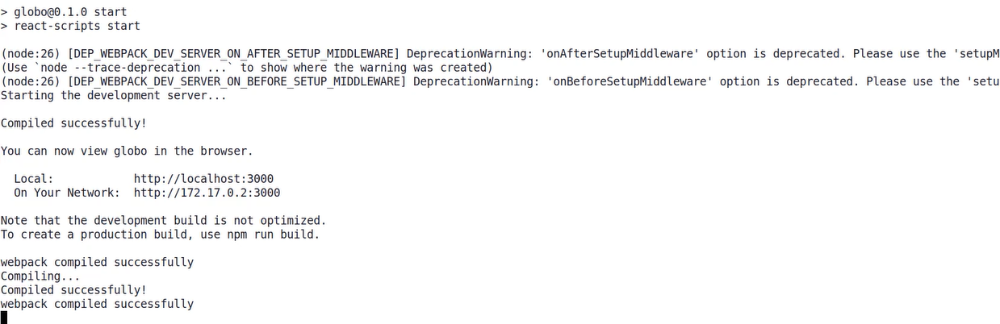 > globo@0.1.0 start
> react-scripts start
(node:26) [DEP_WEBPACK_DEV_SERVER_ON_AFTER_SETUP_MIDDLEWARE] DeprecationWarning: 'onAfterSetupMiddleware' option is deprecated. Please use the 'setupM
(Use `node --trace-deprecation ...` to show where the warning was created)
(node:26) [DEP_WEBPACK_DEV_SERVER_ON_BEFORE_SETUP_MIDDLEWARE] DeprecationWarning: 'onBeforeSetupMiddleware' option is deprecated. Please use the 'setu
Starting the development server...
Compiled successfully!
You can now view globo in the browser.
Local: http://localhost:3000
On Your Network: http://172.17.0.2:3000
Note that the development build is not optimized.
To create a production build, use npm run build.
webpack compiled successfully
Compiling...
Compiled successfully!
webpack compiled successfully